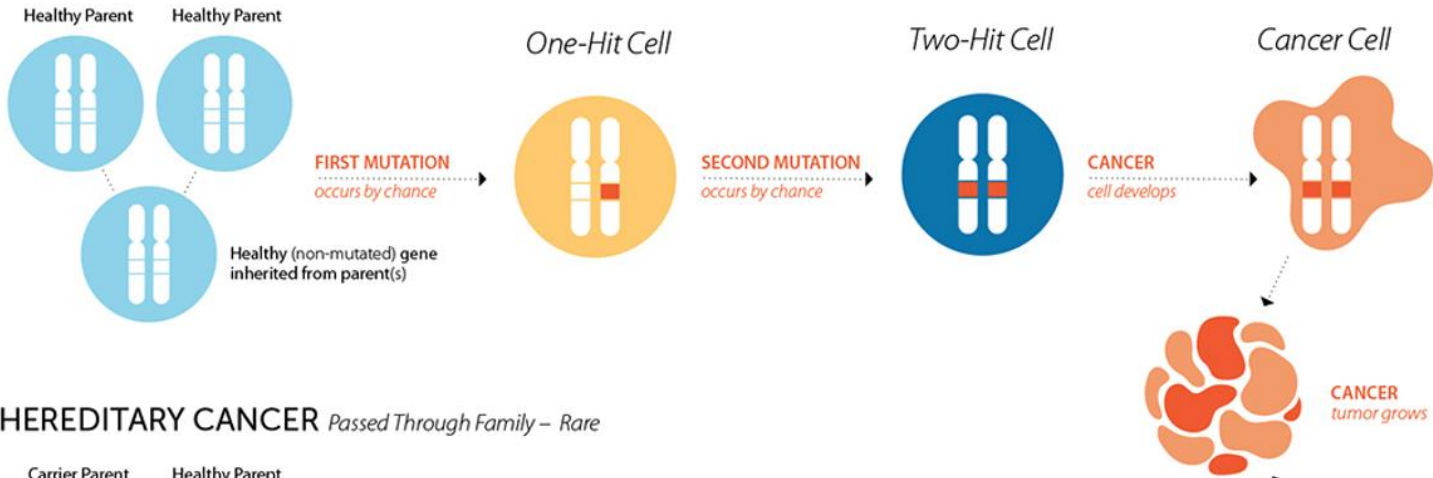 Healthy Parent
Healthy Parent
One-Hit Cell
Two-Hit Cell
Cancer Cell
FIRST MUTATION
occurs by chance
SECOND MUTATION
occurs by chance
CANCER
cell develops
Healthy (non-mutated) gene
inherited from parent(s)
CANCER
tumor grows
HEREDITARY CANCER Passed Through Family – Rare
Carrier Parent
Healthy Parent